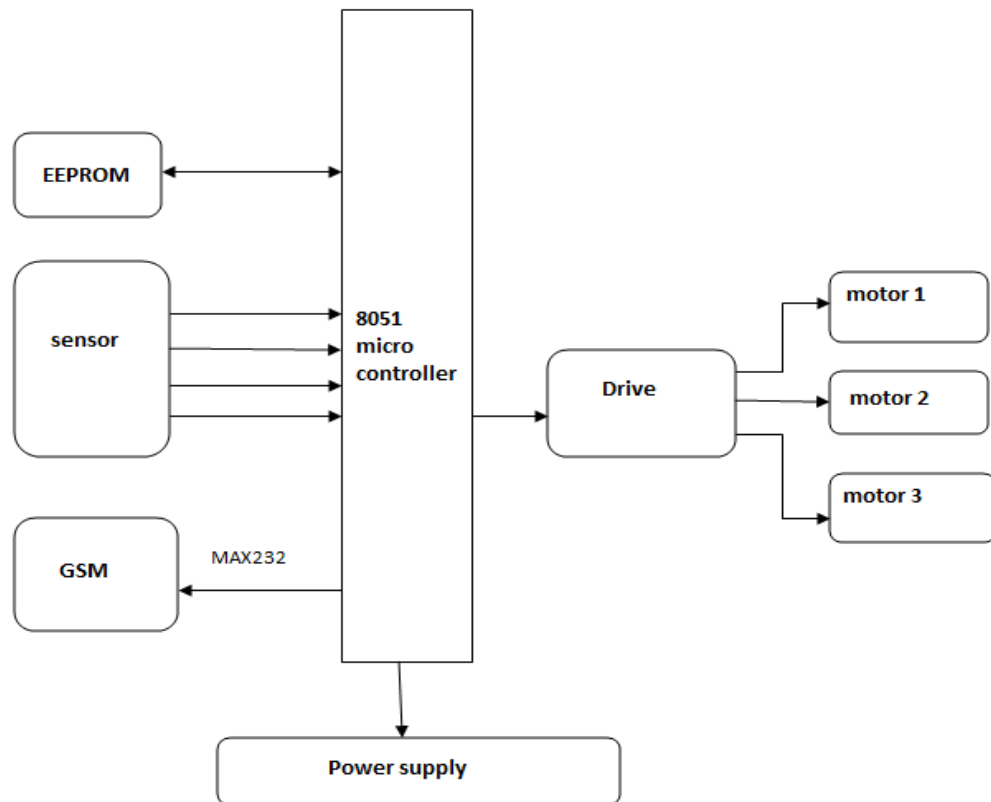 EEPROM
sensor
8051
micro
controller
motor 1
Drive
motor 2
motor 3
MAX232
GSM
Power supply